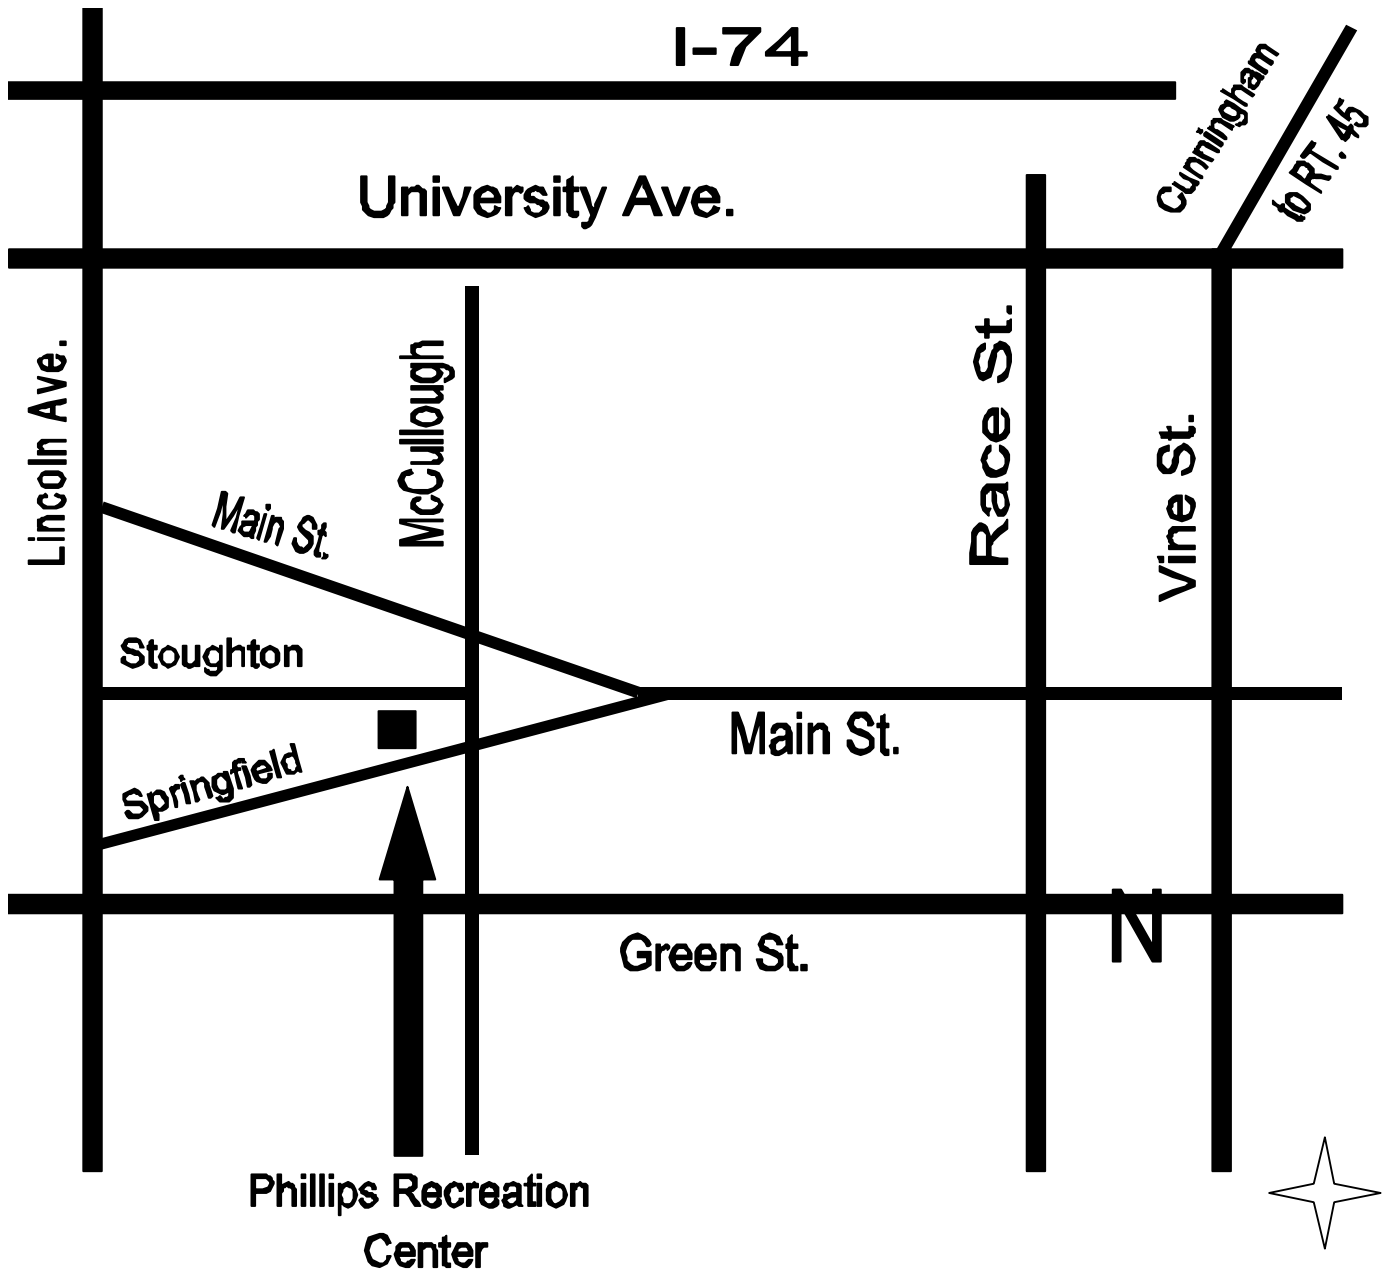 I-74
Cunningham
to RT. 45
University Ave.
Lincoln Ave.
McCullough
Race St.
Vine St.
Main St.
Stoughton
Main St.
Springfield
N
Green St.
Phillips Recreation
Center